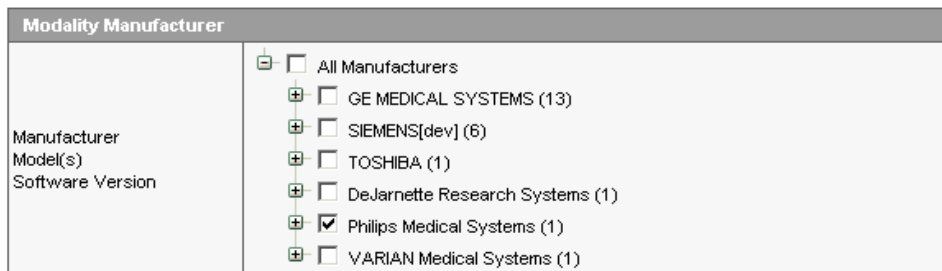 Modality Manufacturer
Manufacturer
Model(s)
Software Version
All Manufacturers
GE MEDICAL SYSTEMS (13)
SIEMENS[dev] (6)
TOSHIBA (1)
DeJarnette Research Systems (1)
Philips Medical Systems (1)
VARIAN Medical Systems (1)